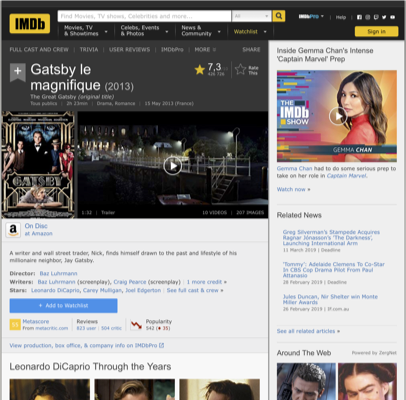 IMDb
Find Movies, TV shows, Celebrities and more...
All
Movies, TV
& Showtimes
Celebs, Events
& Photos
News &
Community
Watchlist
IMDbPro
Help
Sign in
FULL CAST AND CREW | TRIVIA | USER REVIEWS | IMDbPro | MORE
SHARE
+
Gatsby le
magnifique (2013)
The Great Gatsby (original title)
Tous publics | 2h 23min | Drame, Romance | 15 May 2013 (France)
7,3
Rate
This
GATSBY
1:32 | Trailer
10 VIDEOS | 207 IMAGES
a
On Disc
at Amazon
A writer and wall street trader, Nick, finds himself drawn to the past and lifestyle of his
millionaire neighbor, Jay Gatsby.
Director: Baz Luhrmann
Writers: Baz Luhrmann (screenplay), Craig Pearce (screenplay) | 1 more credit »
Stars: Leonardo DiCaprio, Carey Mulligan, Joel Edgerton | See full cast & crew »
+ Add to Watchlist
55
Metascore
From metacritic.com
Reviews
823 user | 504 critic
Popularity
542
View production, box office, & company info on IMDbPro
Leonardo DiCaprio Through the Years
Inside Gemma Chan's Intense
'Captain Marvel' Prep
THE
IMDb
SHOW
GEMMA CHAN
Gemma Chan had to do some serious prep to
take on her role in Captain Marvel.
Watch now »
Related News
Greg Silverman's Stampede Acquires
Ragnar Jónasson's 'The Darkness',
Launching International Arm
11 March 2019 | Deadline
'Tommy': Adelaide Clemens To Co-Star
In CBS Cop Drama Pilot From Paul
Attanasio
28 February 2019 | Deadline
Jules Duncan, Nir Shelter win Monte
Miller Awards
26 February 2019 | IF.com.au
See all related articles »
Around The Web
Powered by ZergNet